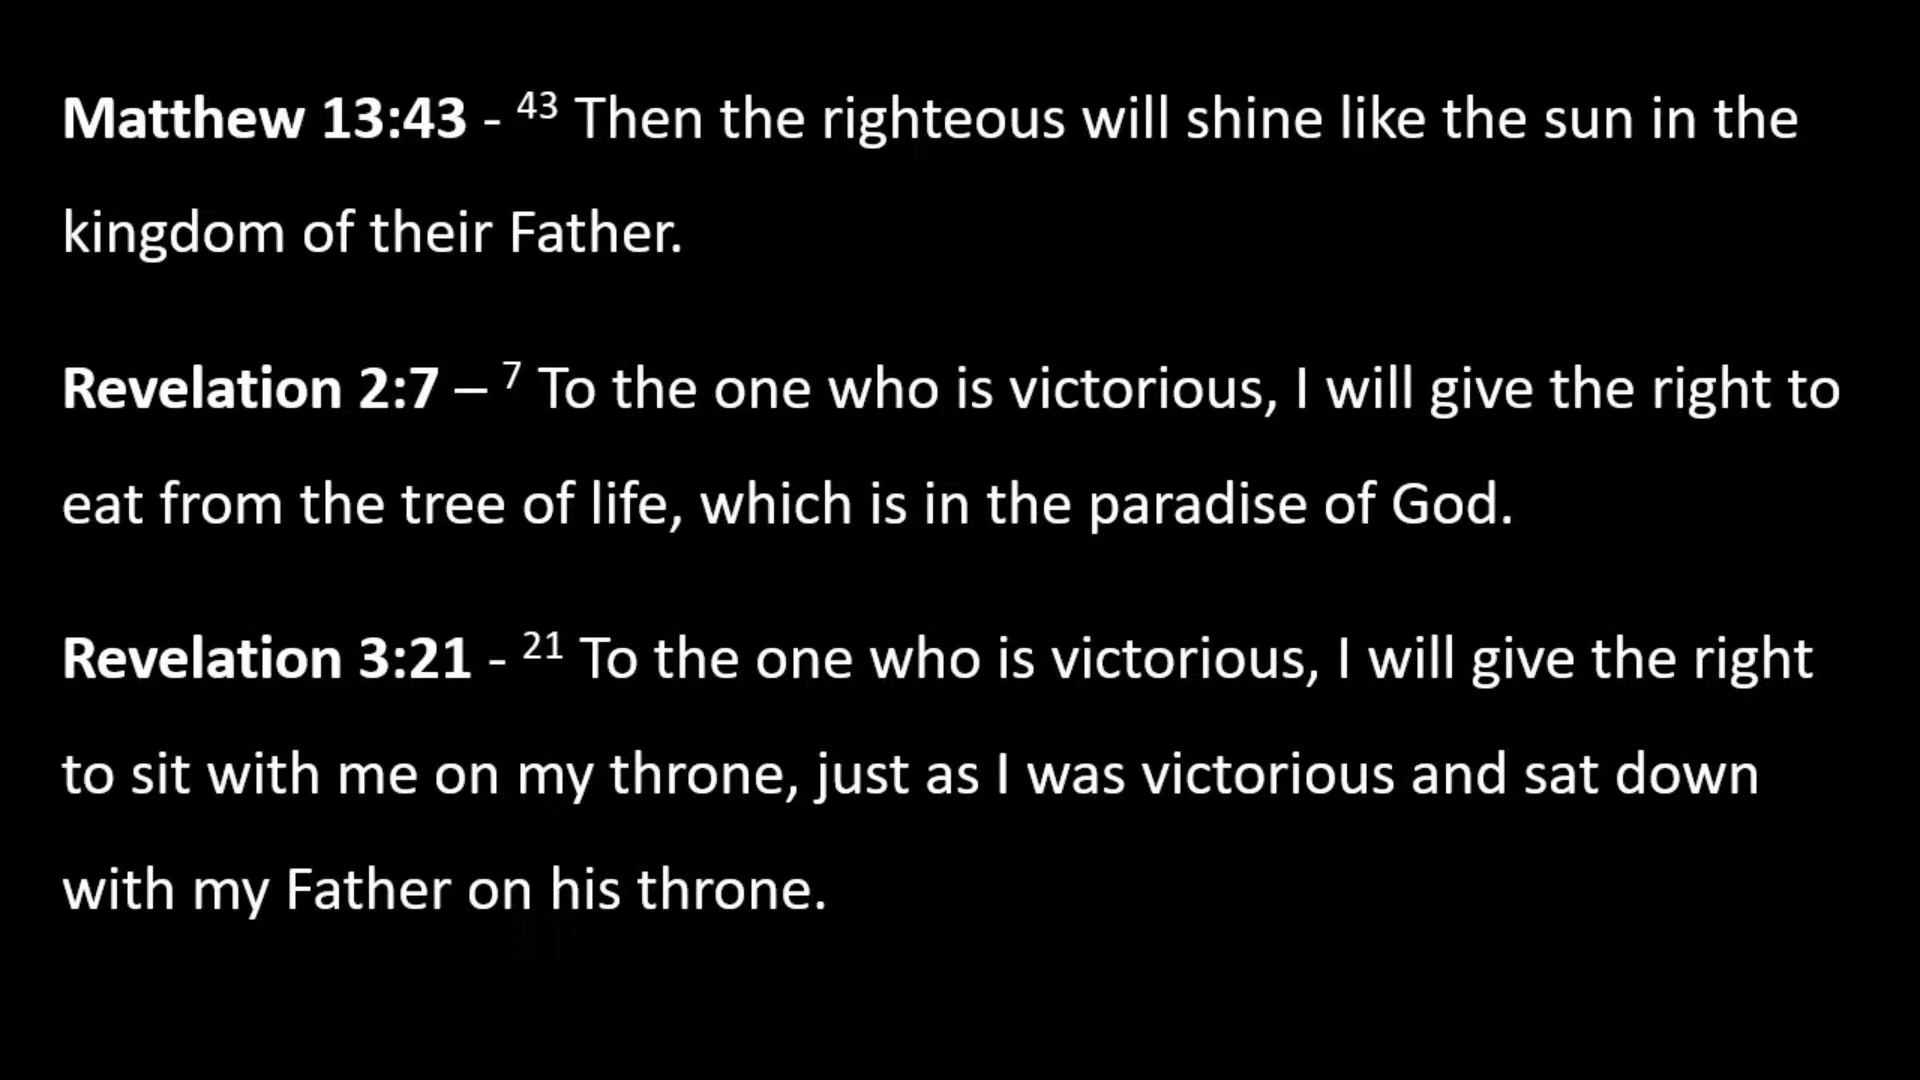 Matthew 13:43 - 43 Then the righteous will shine like the sun in the
kingdom of their Father.
Revelation 2:7 – 7 To the one who is victorious, I will give the right to
eat from the tree of life, which is in the paradise of God.
Revelation 3:21 - 21 To the one who is victorious, I will give the right
to sit with me on my throne, just as I was victorious and sat down
with my Father on his throne.